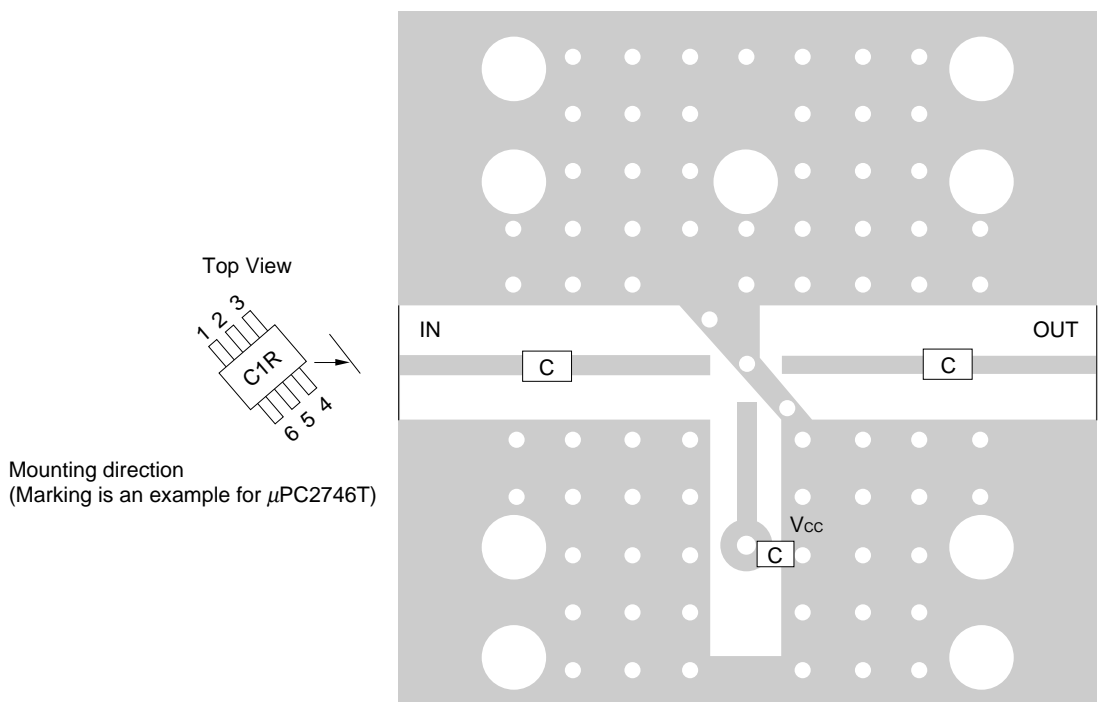 Top View
1 2 3
C1R
6 5 4
Mounting direction
(Marking is an example for μPC2746T)
IN
OUT
C
C
VCC
C